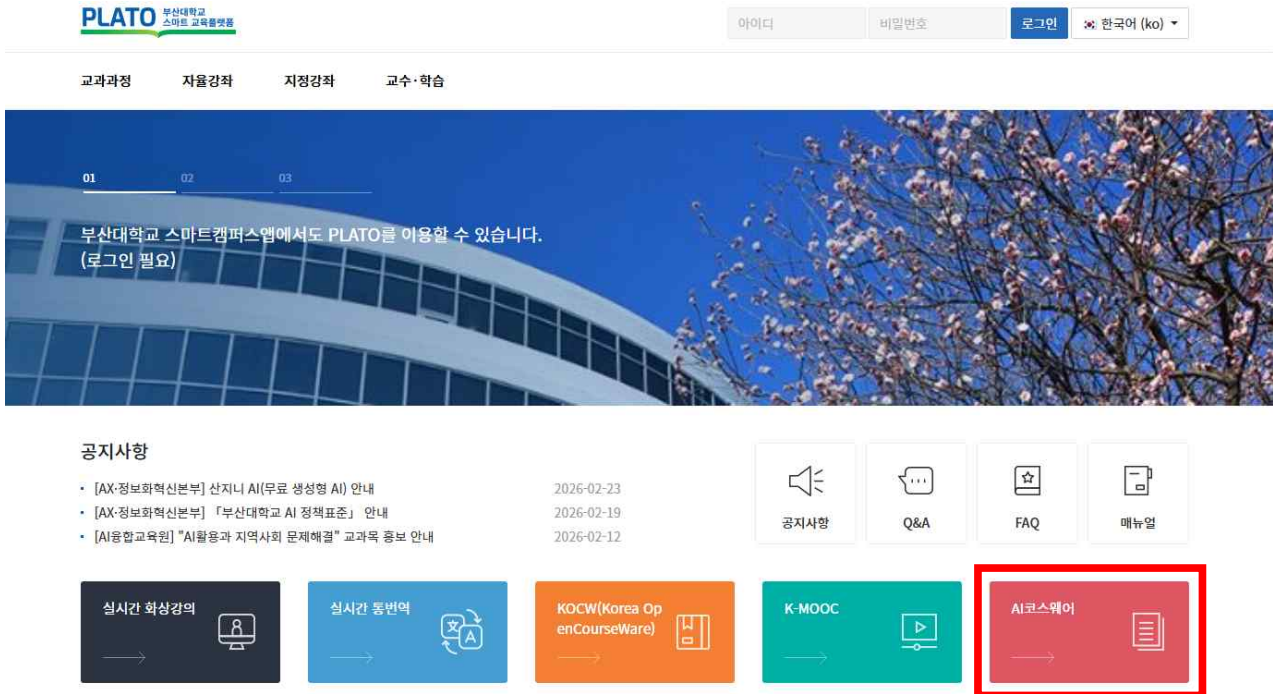 PLATO 부산대학교
스마트 교육플랫폼
아이디
비밀번호
로그인
한국어 (ko)
교과과정
자율강좌
지정강좌
교수·학습
01
02
03
부산대학교 스마트캠퍼스앱에서도 PLATO를 이용할 수 있습니다.
(로그인 필요)
공지사항
[AX·정보화혁신본부] 산지니 AI(무료 생성형 AI) 안내 2026-02-23
[AX·정보화혁신본부] 「부산대학교 AI 정책표준」 안내 2026-02-19
[AI융합교육원] "AI활용과 지역사회 문제해결" 교과목 홍보 안내 2026-02-12
공지사항
Q&A
FAQ
매뉴얼
실시간 화상강의
실시간 통번역
KOCW(Korea Op
enCourseWare)
K-MOOC
AI코스웨어